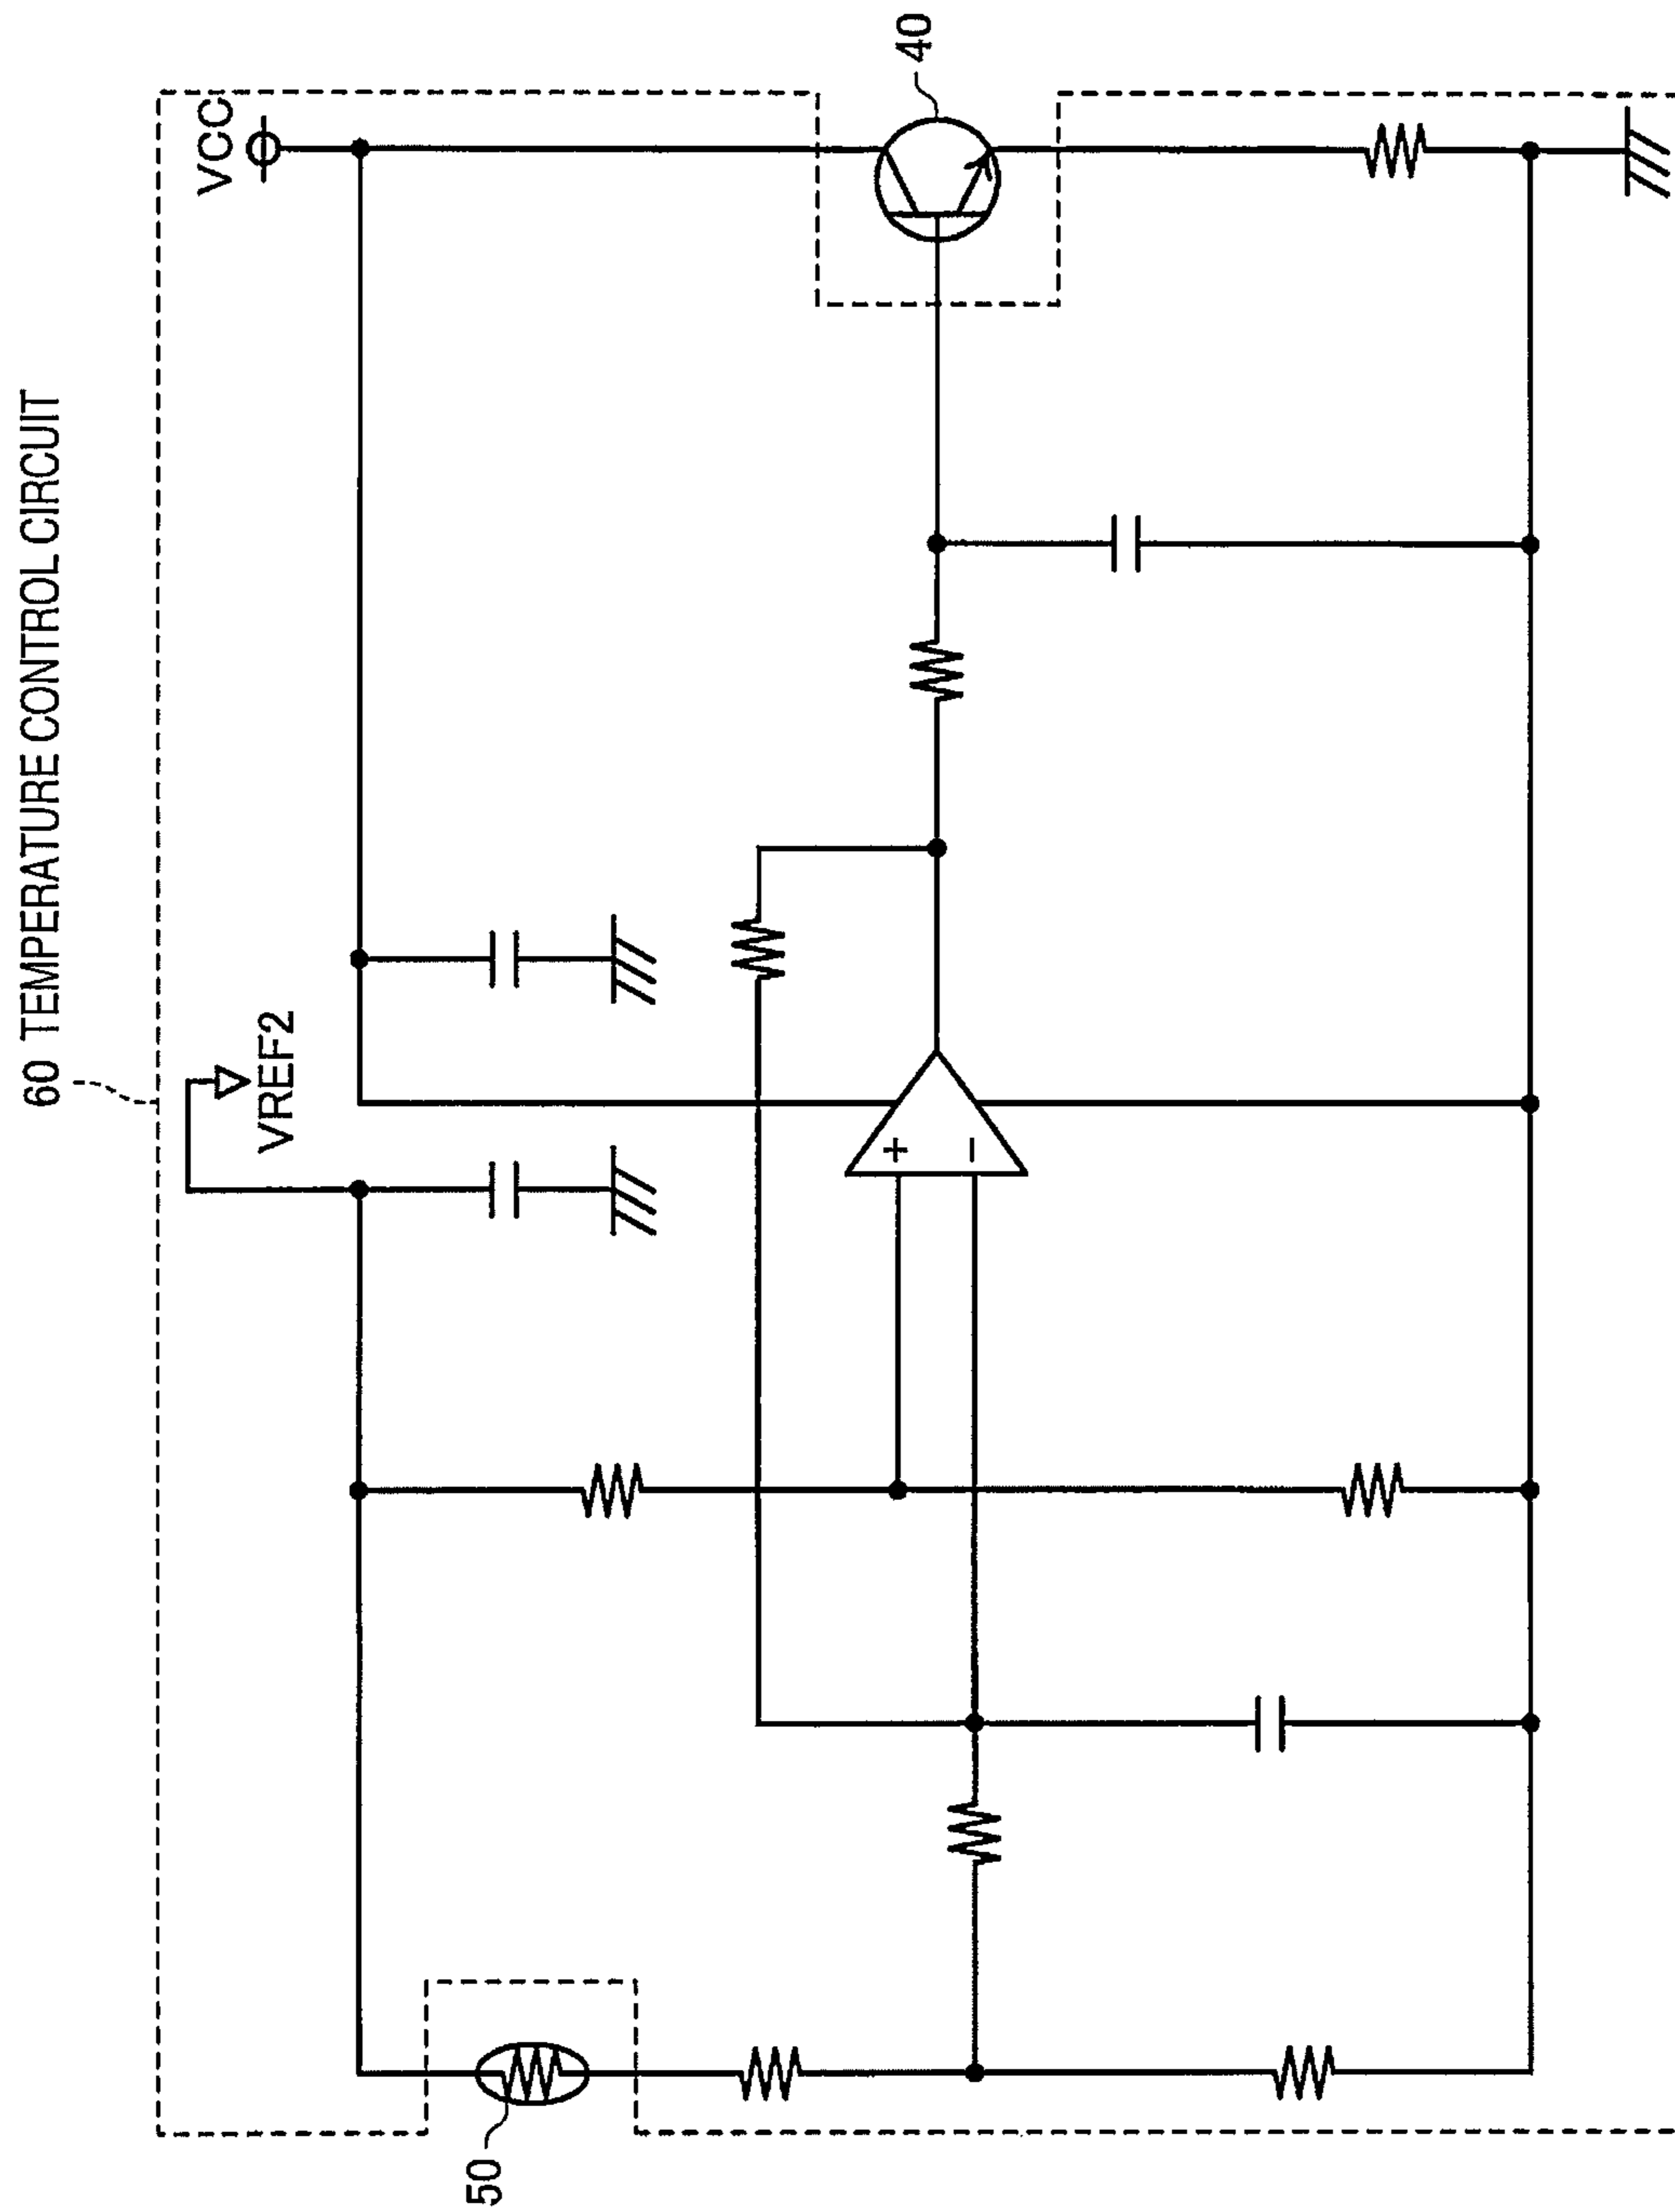 60 TEMPERATURE CONTROL CIRCUIT
VREF2
VCC
+
−
40
50